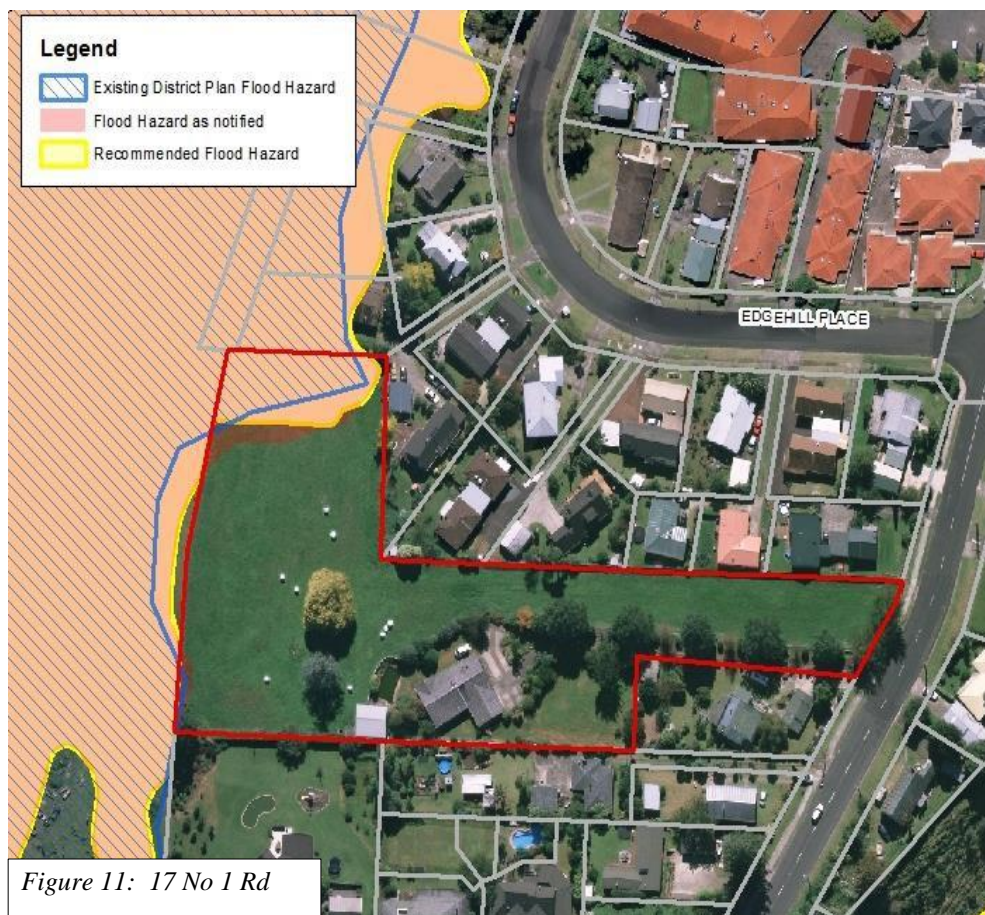 Legend
Existing District Plan Flood Hazard
Flood Hazard as notified
Recommended Flood Hazard
EDGEHILL PLACE
Figure 11: 17 No 1 Rd